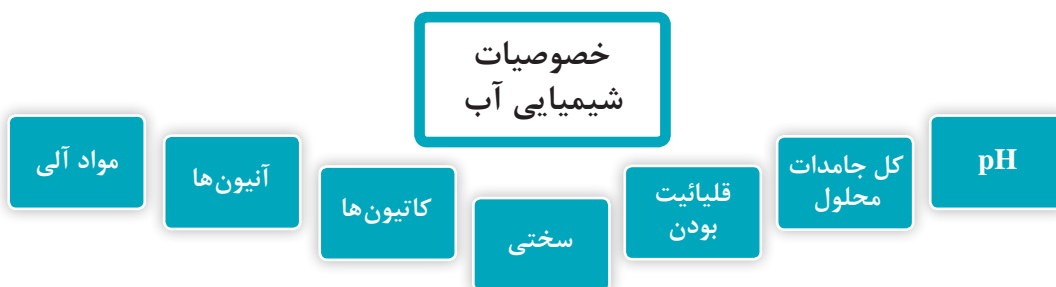 خصوصیات
شیمیایی آب
pH
کل جامدات
محلول
قلیائیت
بودن
سختی
کاتیون‌ها
آنیون‌ها
مواد آلی